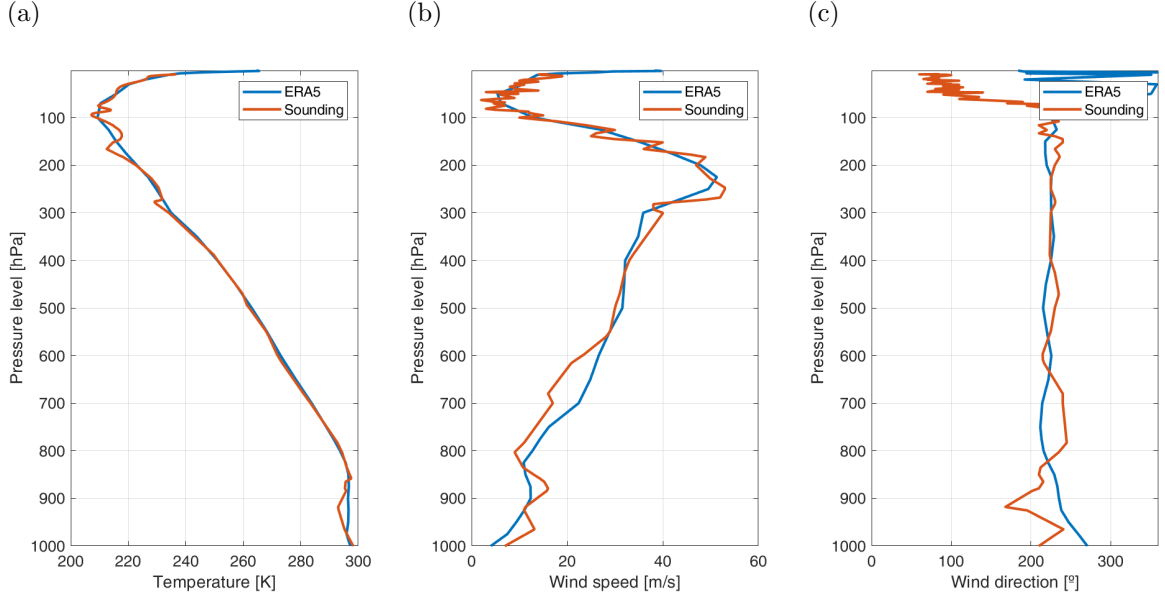 (a)
(b)
(c)
ERA5
Sounding
100
200
300
400
500
600
700
800
900
1000
200
220
240
260
280
300
Temperature [K]
Pressure level [hPa]
ERA5
Sounding
100
200
300
400
500
600
700
800
900
1000
0
20
40
60
Wind speed [m/s]
Pressure level [hPa]
ERA5
Sounding
100
200
300
400
500
600
700
800
900
1000
0
100
200
300
Wind direction [º]
Pressure level [hPa]